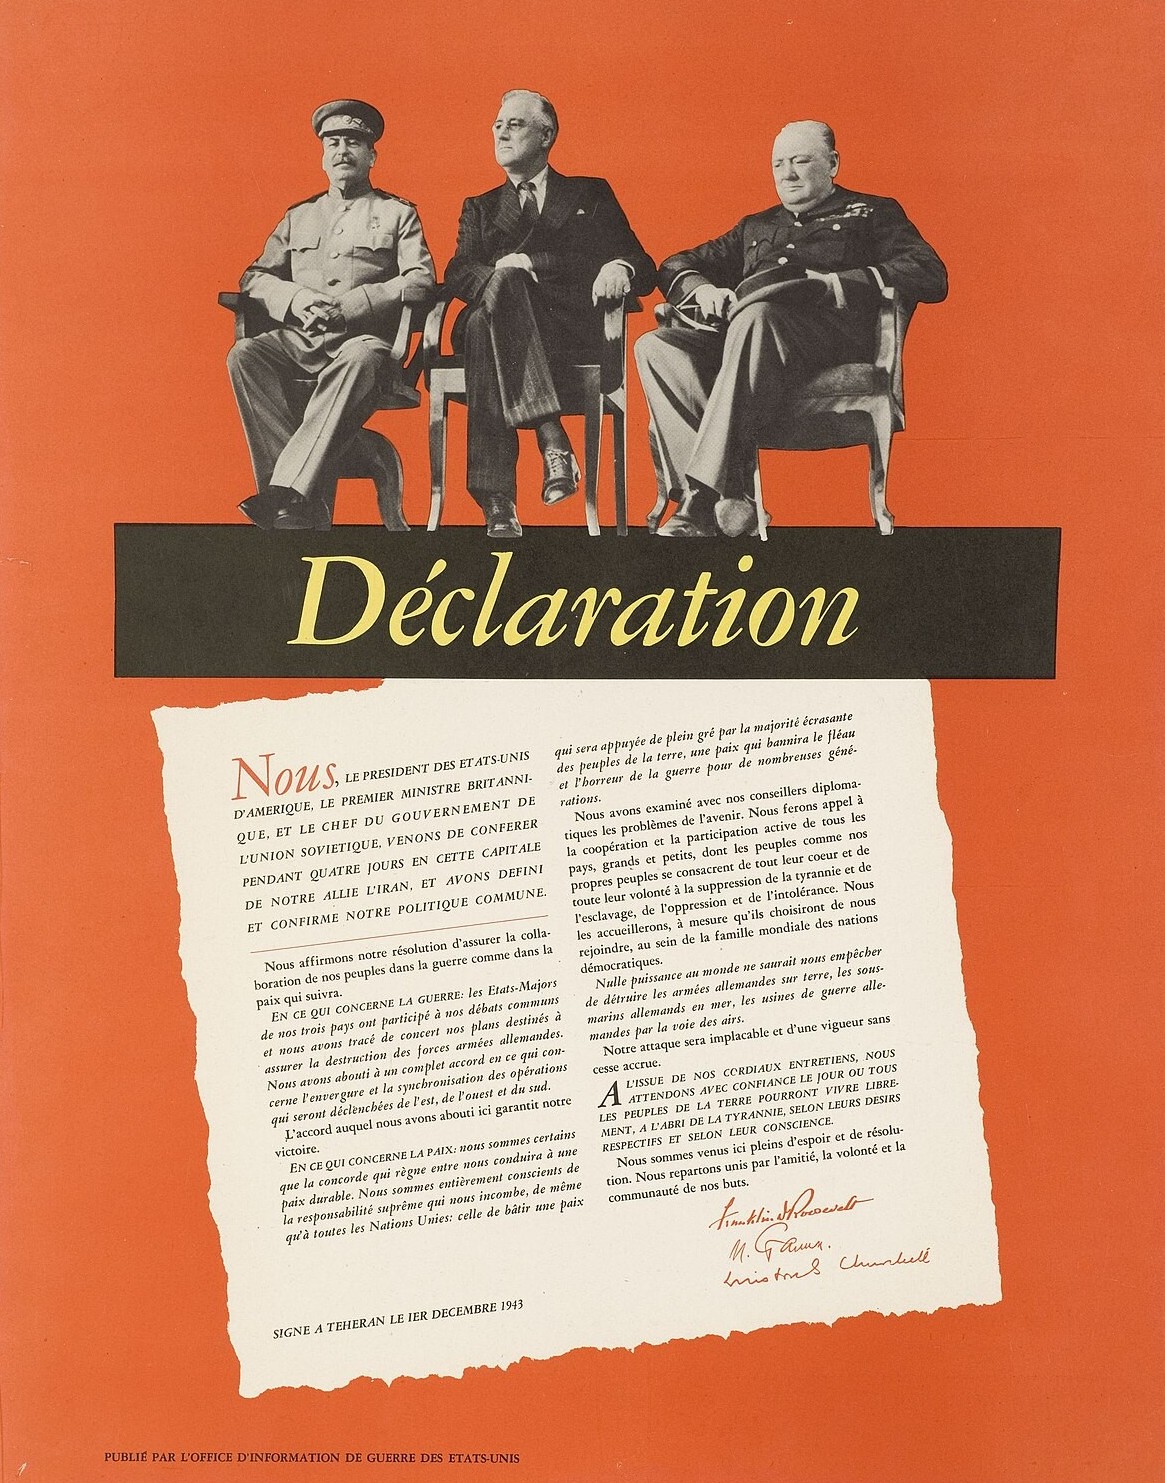 Déclaration
Nous, LE PRESIDENT DES ETATS-UNIS
D'AMERIQUE, LE PREMIER MINISTRE BRITANNI-
QUE, ET LE CHEF DU GOUVERNEMENT DE
L'UNION SOVIETIQUE, VENONS DE CONFERER
PENDANT QUATRE JOURS EN CETTE CAPITALE
DE NOTRE ALLIE L'IRAN, ET AVONS DEFINI
ET CONFIRME NOTRE POLITIQUE COMMUNE.
Nous affirmons notre résolution d'assurer la colla-
boration de nos peuples dans la guerre comme dans la
paix qui suivra.
EN CE QUI CONCERNE LA GUERRE: les Etats-Majors
de nos trois pays ont participé à nos débats communs
et nous avons tracé de concert nos plans destinés à
assurer la destruction des forces armées allemandes.
Nous avons abouti à un complet accord en ce qui con-
cerne l'envergure et la synchronisation des opérations
qui seront déclenchées de l'est, de l'ouest et du sud.
L'accord auquel nous avons abouti ici garantit notre
victoire.
EN CE QUI CONCERNE LA PAIX: nous sommes certains
que la concorde qui règne entre nous conduira à une
paix durable. Nous sommes entièrement conscients de
la responsabilité suprême qui nous incombe, de même
qu'à toutes les Nations Unies: celle de bâtir une paix
qui sera appuyée de plein gré par la majorité écrasante
des peuples de la terre, une paix qui bannira le fléau
et l'horreur de la guerre pour de nombreuses géné-
rations.
Nous avons examiné avec nos conseillers diploma-
tiques les problèmes de l'avenir. Nous ferons appel à
la coopération et la participation active de tous les
pays, grands et petits, dont les peuples comme nos
propres peuples se consacrent de tout leur coeur et de
toute leur volonté à la suppression de la tyrannie et de
l'esclavage, de l'oppression et de l'intolérance. Nous
les accueillerons, à mesure qu'ils choisiront de nous
rejoindre, au sein de la famille mondiale des nations
démocratiques.
Nulle puissance au monde ne saurait nous empêcher
de détruire les armées allemandes sur terre, les sous-
marins allemands en mer, les usines de guerre alle-
mandes par la voie des airs.
Notre attaque sera implacable et d'une vigueur sans
cesse accrue.
A L'ISSUE DE NOS CORDIAUX ENTRETIENS, NOUS
ATTENDONS AVEC CONFIANCE LE JOUR OU TOUS
LES PEUPLES DE LA TERRE POURRONT VIVRE LIBRE-
MENT, A L'ABRI DE LA TYRANNIE, SELON LEURS DESIRS
RESPECTIFS ET SELON LEUR CONSCIENCE.
Nous sommes venus ici pleins d'espoir et de résolu-
tion. Nous repartons unis par l'amitié, la volonté et la
communauté de nos buts.
Franklin D Roosevelt
Winston S Churchill
SIGNE A TEHERAN LE 1ER DECEMBRE 1943
PUBLIÉ PAR L'OFFICE D'INFORMATION DE GUERRE DES ETATS-UNIS